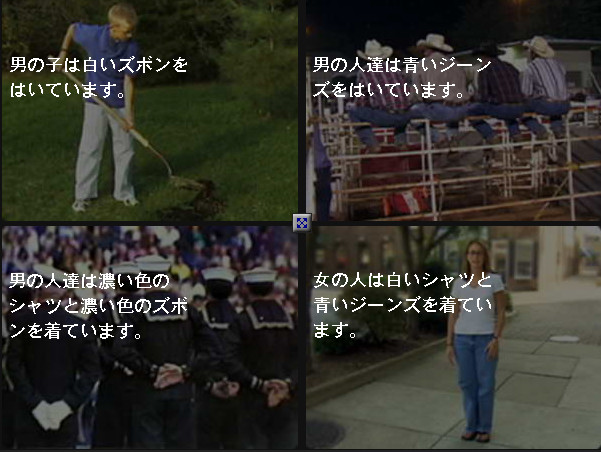 男の子は白いズボンを
はいています。
男の人達は青いジーン
ズをはいています。
男の人達は濃い色の
シャツと濃い色のズボ
ンを着ています。
女の人は白いシャツと
青いジーンズを着てい
ます。